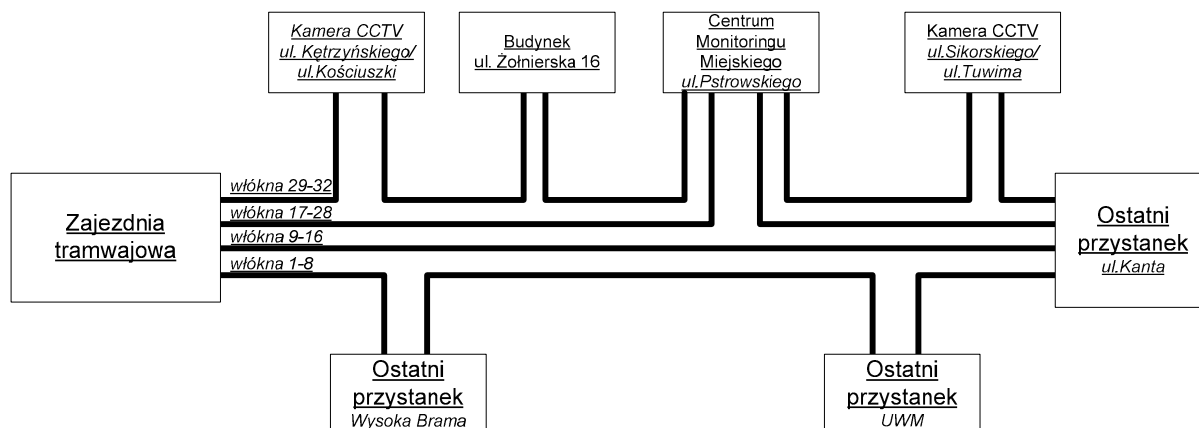 Kamera CCTV
ul. Kętrzyńskiego/
ul.Kościuszki
Budynek
ul. Żołnierska 16
Centrum
Monitoringu
Miejskiego
ul.Pstrowskiego
Kamera CCTV
ul.Sikorskiego/
ul.Tuwima
Zajezdnia
tramwajowa
włókna 29-32
włókna 17-28
włókna 9-16
włókna 1-8
Ostatni
przystanek
ul.Kanta
Ostatni
przystanek
Wysoka Brama
Ostatni
przystanek
UWM